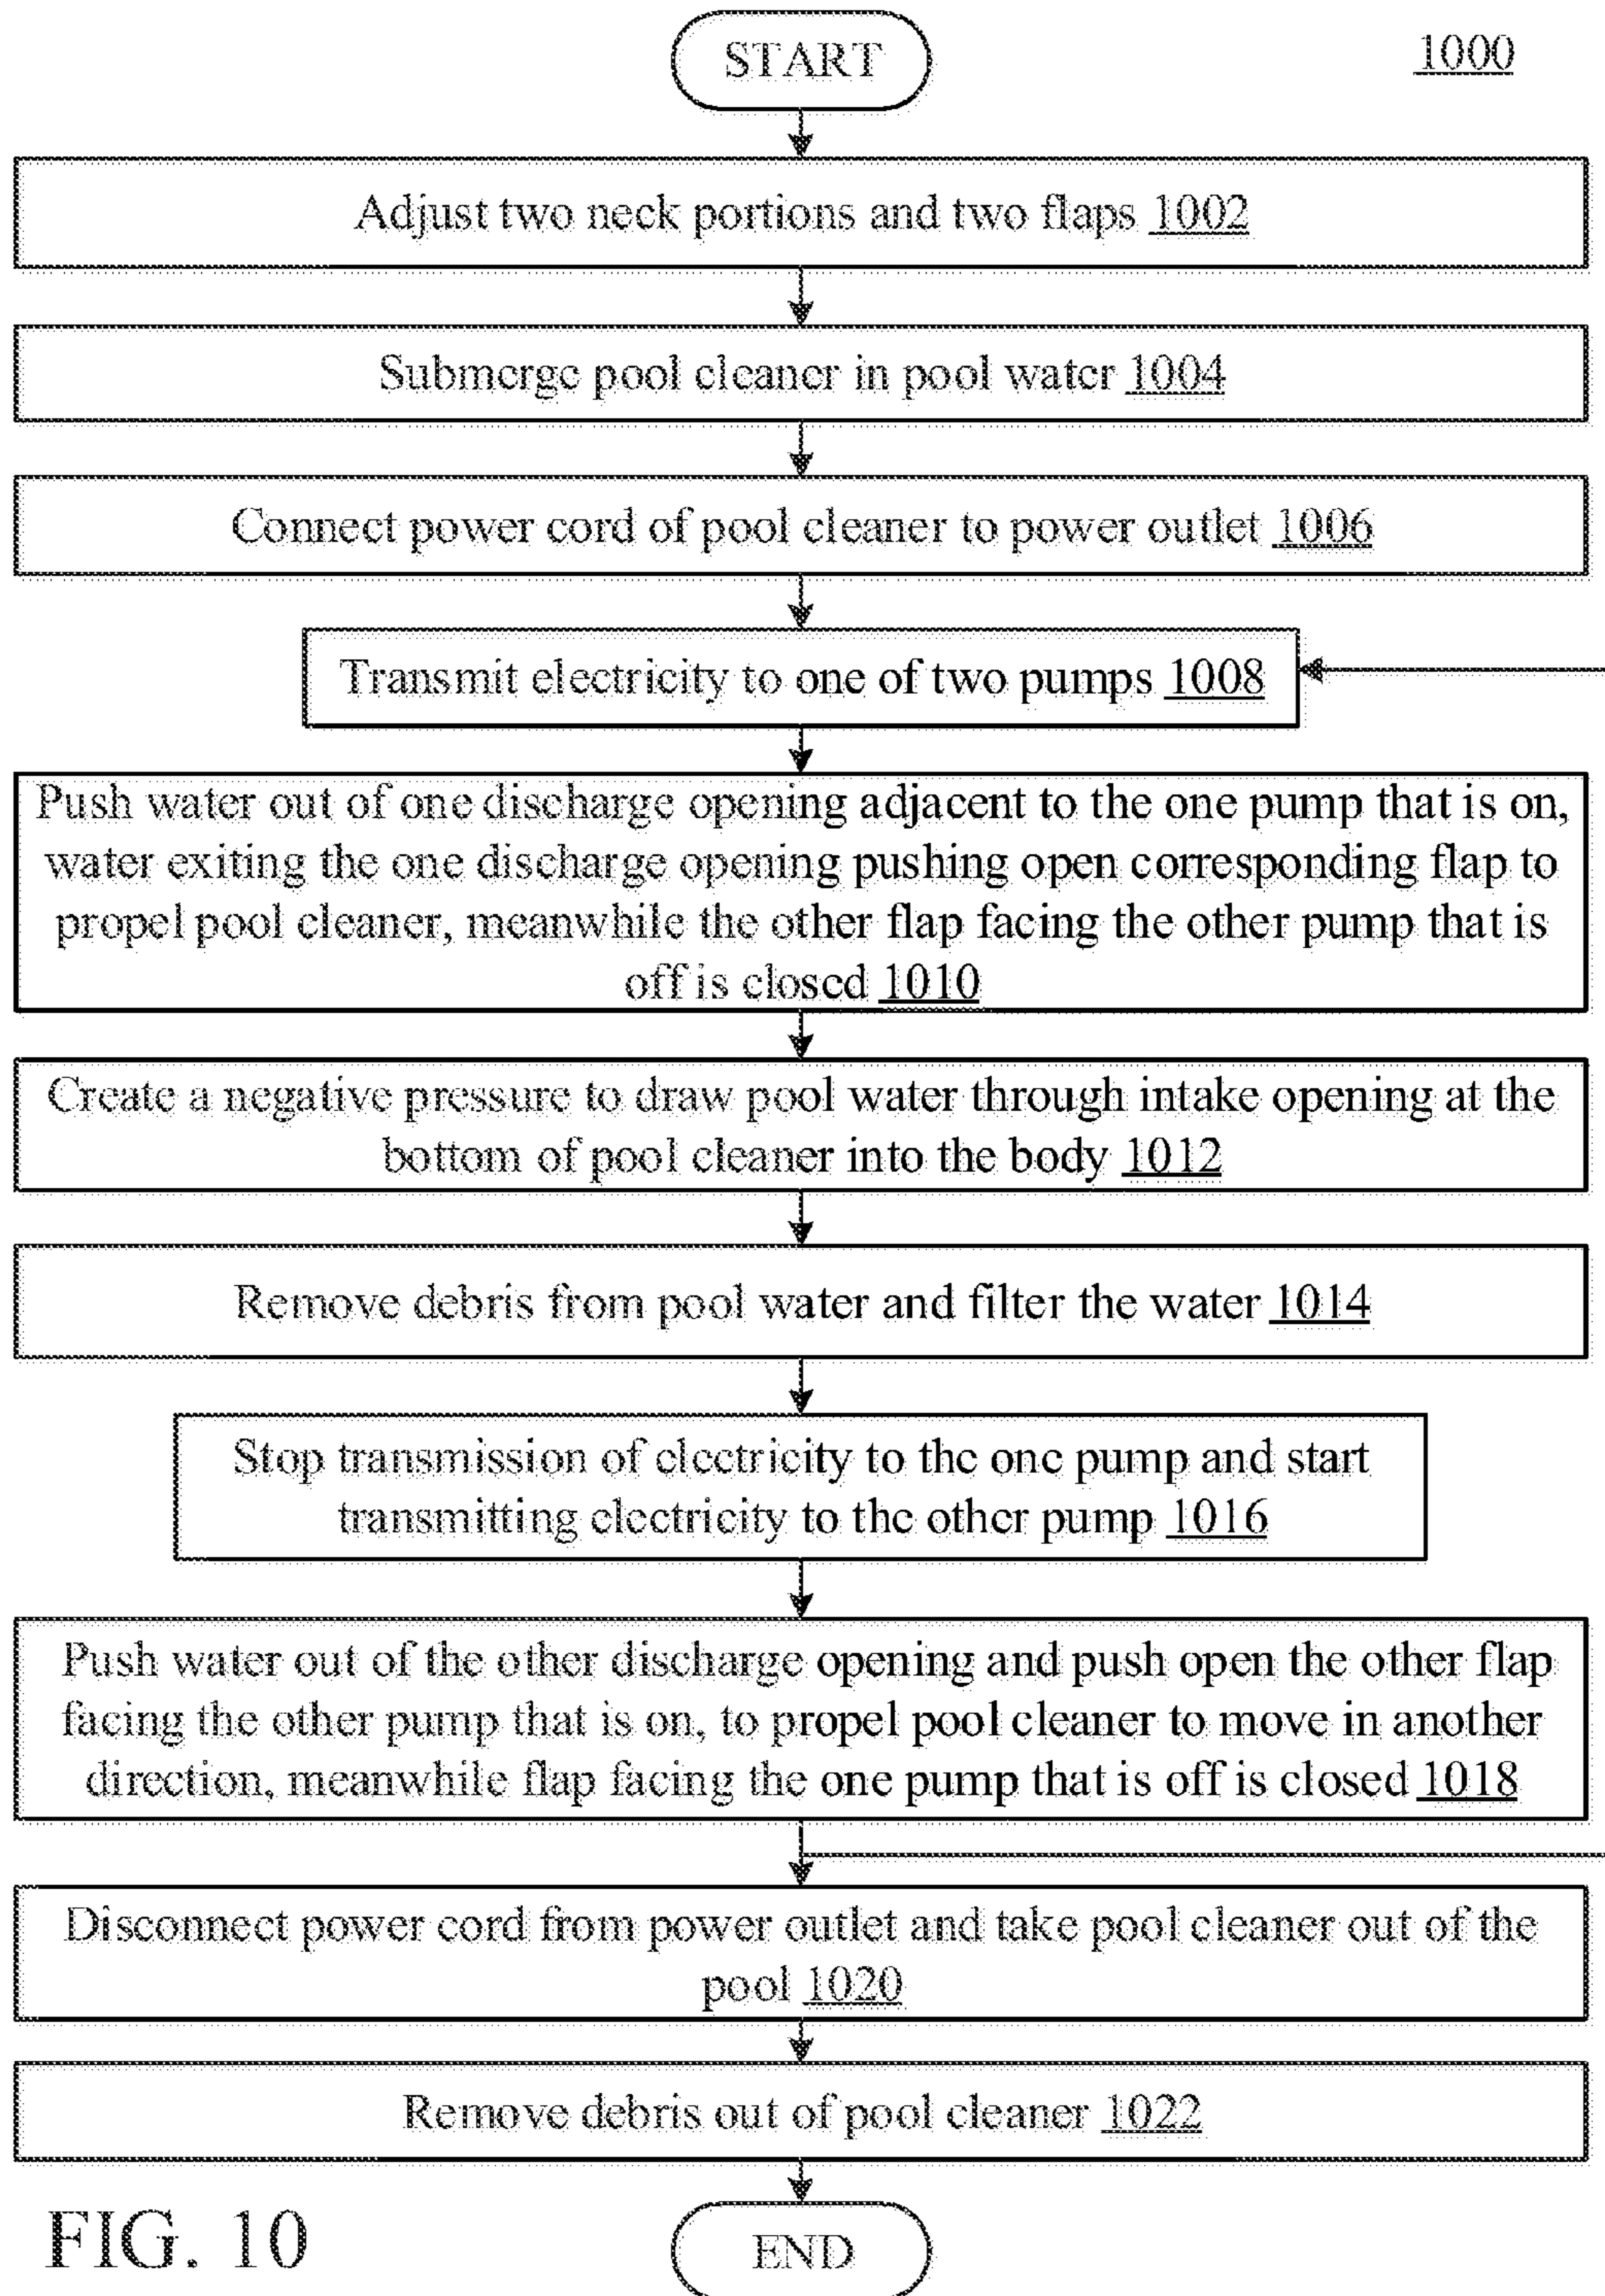 START
1000
Adjust two neck portions and two flaps 1002
Submerge pool cleaner in pool water 1004
Connect power cord of pool cleaner to power outlet 1006
Transmit electricity to one of two pumps 1008
Push water out of one discharge opening adjacent to the one pump that is on,
water exiting the one discharge opening pushing open corresponding flap to
propel pool cleaner, meanwhile the other flap facing the other pump that is
off is closed 1010
Create a negative pressure to draw pool water through intake opening at the
bottom of pool cleaner into the body 1012
Remove debris from pool water and filter the water 1014
Stop transmission of electricity to the one pump and start
transmitting electricity to the other pump 1016
Push water out of the other discharge opening and push open the other flap
facing the other pump that is on, to propel pool cleaner to move in another
direction, meanwhile flap facing the one pump that is off is closed 1018
Disconnect power cord from power outlet and take pool cleaner out of the
pool 1020
Remove debris out of pool cleaner 1022
FIG. 10
END